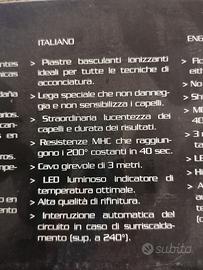 ITALIANO
> Piastre basculanti ionizzanti
ideali per tutte le tecniche di
acconciatura.
> Lega speciale che non danneg-
gia e non sensibilizza i capelli.
> Straordinaria lucentezza dei
capelli e durata dei risultati.
> Resistenze MHC che raggiun-
gono i 200° costanti in 40 sec.
> Cavo girevole di 3 metri.
> LED luminoso indicatore di
temperatura ottimale.
> Alta qualità di rifinitura.
> Interruzione automatica del
circuito in caso di surriscalda-
mento (sup. a 240°).
subito